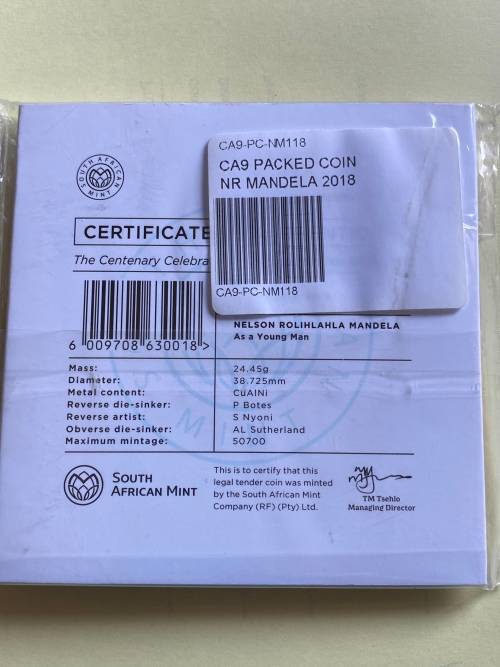 CA9-PC-NM118
CA9 PACKED COIN
NR MANDELA 2018
CA9-PC-NM118
SOUTH AFRICAN MINT
CERTIFICATE
The Centenary Celebra
6 009708 630018 >
NELSON ROLIHLAHLA MANDELA
As a Young Man
Mass: 24.45g
Diameter: 38.725mm
Metal content: CuAlNi
Reverse die-sinker: P Botes
Reverse artist: S Nyoni
Obverse die-sinker: AL Sutherland
Maximum mintage: 50700
SOUTH
AFRICAN MINT
This is to certify that this
legal tender coin was minted
by the South African Mint
Company (RF) (Pty) Ltd.
TM Tsehlo
Managing Director